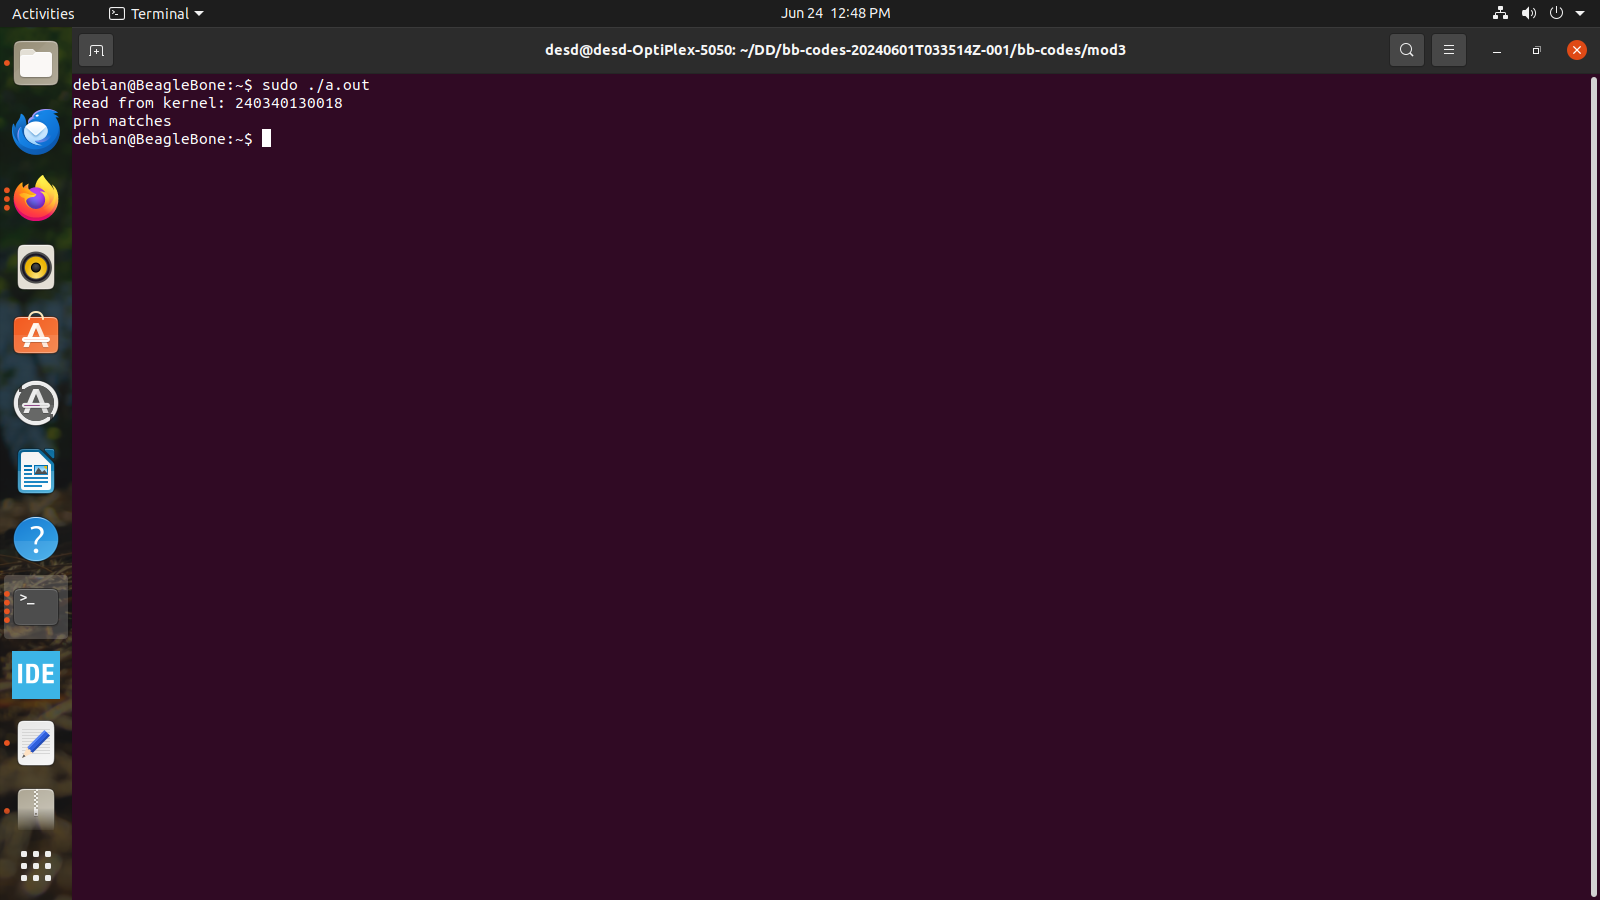 Activities
Terminal
Jun 24 12:48 PM
desd@desd-OptiPlex-5050: ~/DD/bb-codes-20240601T033514Z-001/bb-codes/mod3
debian@BeagleBone:~$ sudo ./a.out
Read from kernel: 240340130018
prn matches
debian@BeagleBone:~$
>_
IDE